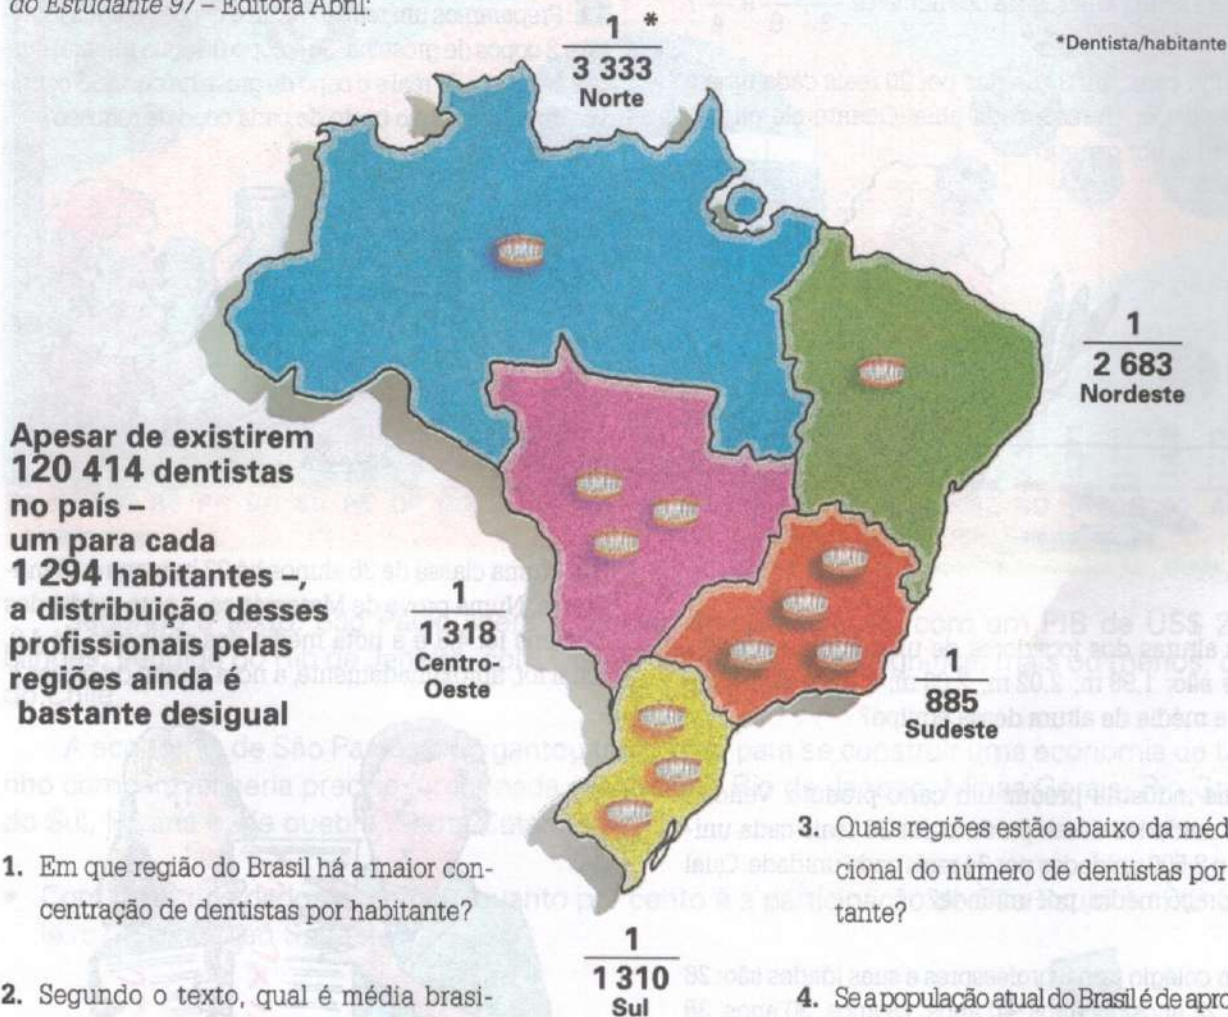 do Estudante 97 – Editora Abril:
1 *
3 333
Norte
*Dentista/habitante
1
2 683
Nordeste
Apesar de existirem
120 414 dentistas
no país –
um para cada
1 294 habitantes –,
a distribuição desses
profissionais pelas
regiões ainda é
bastante desigual
1
1 318
Centro-
Oeste
885
Sudeste
1
1 310
Sul
1. Em que região do Brasil há a maior con-
centração de dentistas por habitante?
2. Segundo o texto, qual é média brasi-
3. Quais regiões estão abaixo da méd
cional do número de dentistas por
tante?
4. Se a população atual do Brasil é de apro